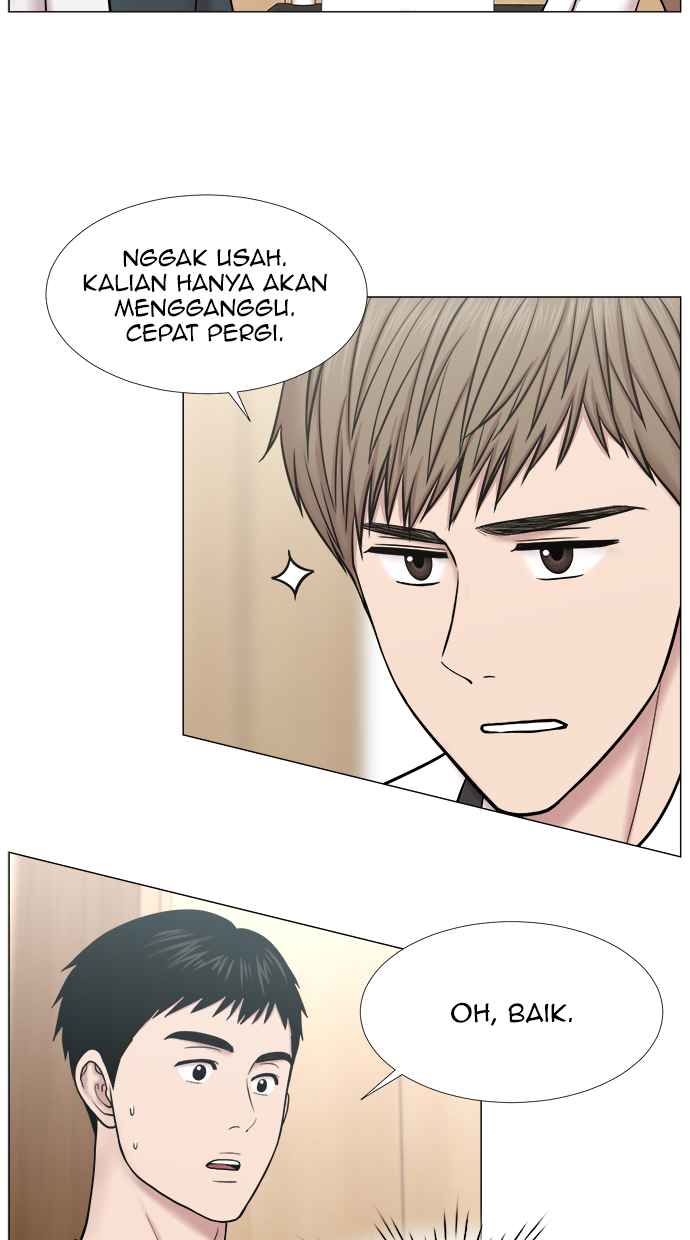 NGGAK USAH.
KALIAN HANYA AKAN
MENGGANGGU.
CEPAT PERGI.
OH, BAIK.